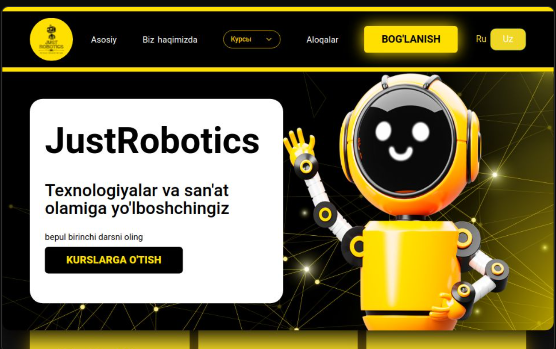 JUST
ROBOTICS
Asosiy
Biz haqimizda
Курсы
Aloqalar
BOG'LANISH
Ru
Uz
JustRobotics
Texnologiyalar va san'at
olamiga yo'lboshchingiz
bepul birinchi darsni oling
KURSLARGA O'TISH